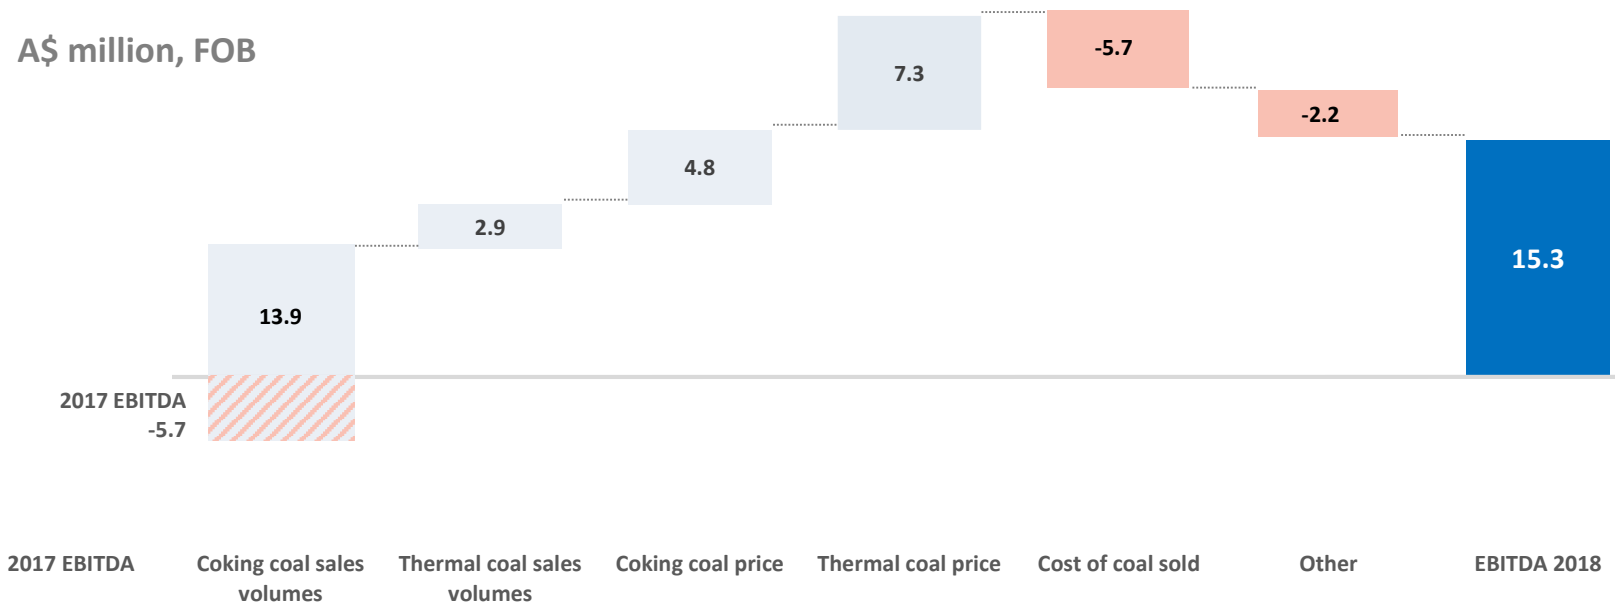 A$ million, FOB
-5.7
7.3
-2.2
4.8
2.9
15.3
13.9
2017 EBITDA
-5.7
2017 EBITDA
Coking coal sales
volumes
Thermal coal sales
volumes
Coking coal price
Thermal coal price
Cost of coal sold
Other
EBITDA 2018